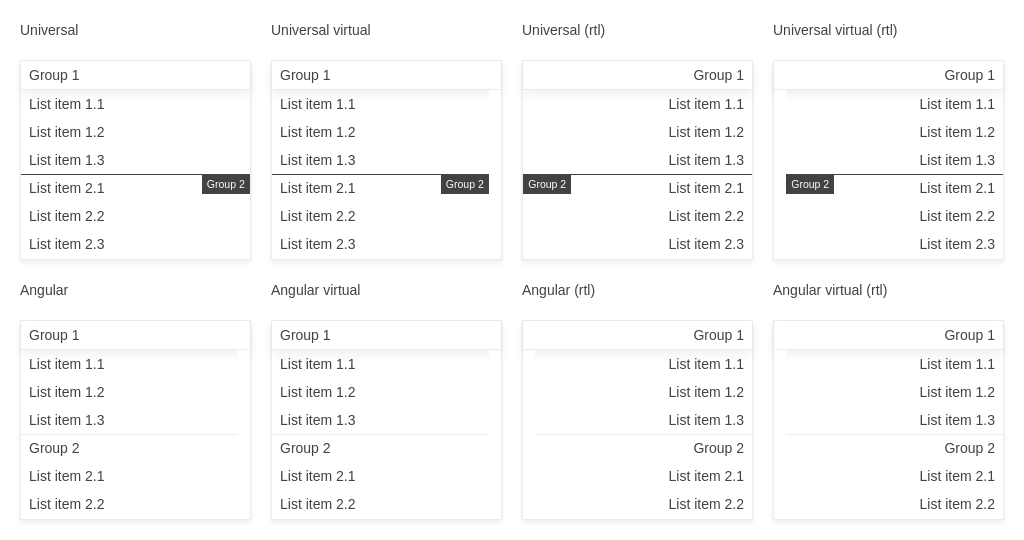 Universal
Group 1
List item 1.1
List item 1.2
List item 1.3
List item 2.1 Group 2
List item 2.2
List item 2.3
Universal virtual
Group 1
List item 1.1
List item 1.2
List item 1.3
List item 2.1 Group 2
List item 2.2
List item 2.3
Universal (rtl)
Group 1
List item 1.1
List item 1.2
List item 1.3
Group 2 List item 2.1
List item 2.2
List item 2.3
Universal virtual (rtl)
Group 1
List item 1.1
List item 1.2
List item 1.3
Group 2 List item 2.1
List item 2.2
List item 2.3
Angular
Group 1
List item 1.1
List item 1.2
List item 1.3
Group 2
List item 2.1
List item 2.2
Angular virtual
Group 1
List item 1.1
List item 1.2
List item 1.3
Group 2
List item 2.1
List item 2.2
Angular (rtl)
Group 1
List item 1.1
List item 1.2
List item 1.3
Group 2
List item 2.1
List item 2.2
Angular virtual (rtl)
Group 1
List item 1.1
List item 1.2
List item 1.3
Group 2
List item 2.1
List item 2.2